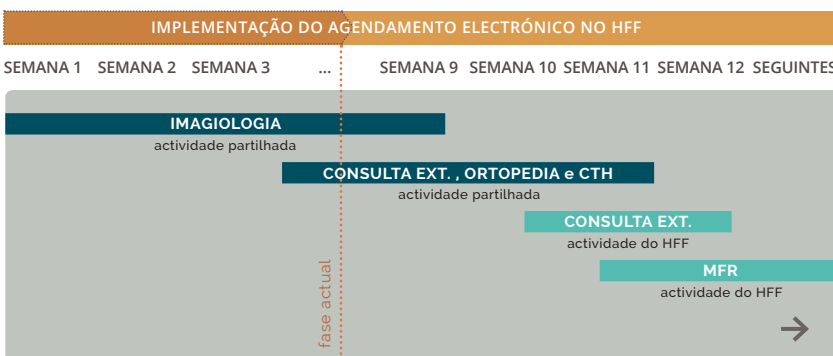 IMPLEMENTAÇÃO DO AGENDAMENTO ELECTRÓNICO NO HFF
SEMANA 1 SEMANA 2 SEMANA 3 ... SEMANA 9 SEMANA 10 SEMANA 11 SEMANA 12 SEGUINTES
IMAGIOLOGIA
actividade partilhada
CONSULTA EXT. , ORTOPEDIA e CTH
actividade partilhada
CONSULTA EXT.
actividade do HFF
MFR
actividade do HFF
fase actual